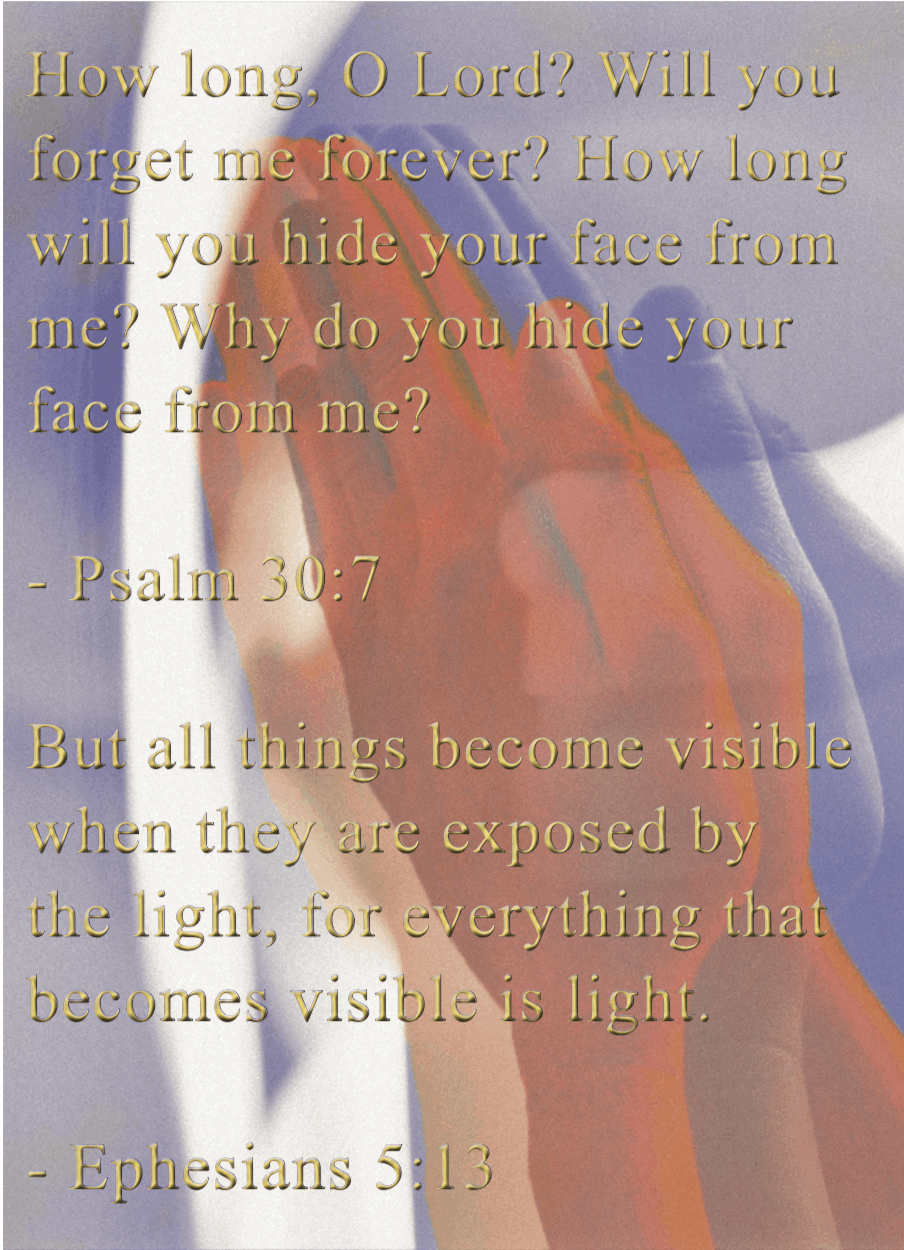 How long, O Lord? Will you
forget me forever? How long
will you hide your face from
me? Why do you hide your
face from me?
- Psalm 30:7
But all things become visible
when they are exposed by
the light, for everything that
becomes visible is light.
- Ephesians 5:13